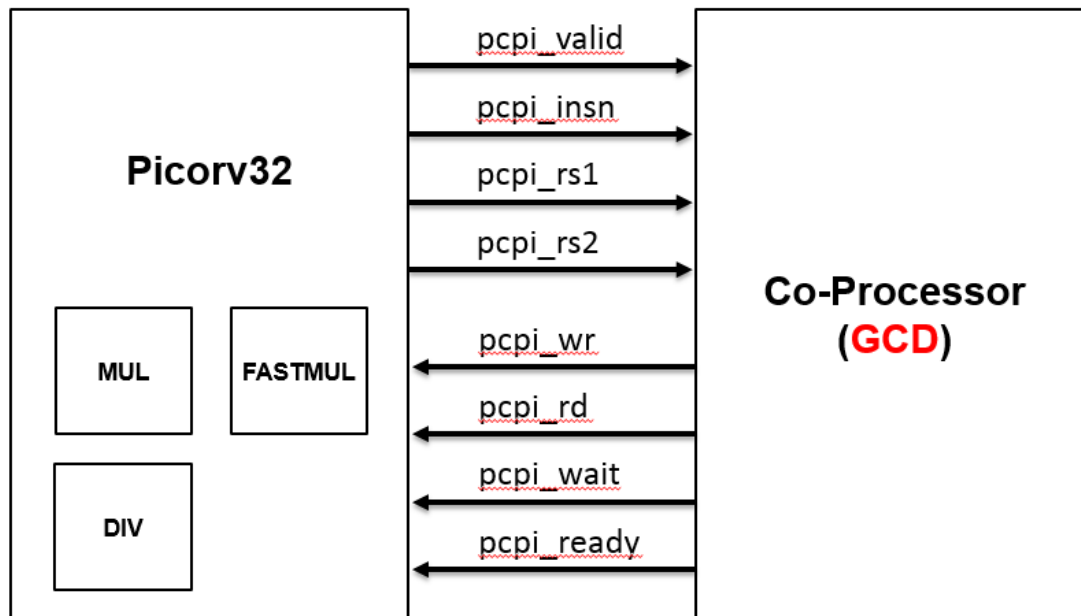 Picorv32
MUL
FASTMUL
DIV
pcpi_valid
pcpi_insn
pcpi_rs1
pcpi_rs2
pcpi_wr
pcpi_rd
pcpi_wait
pcpi_ready
Co-Processor
(GCD)